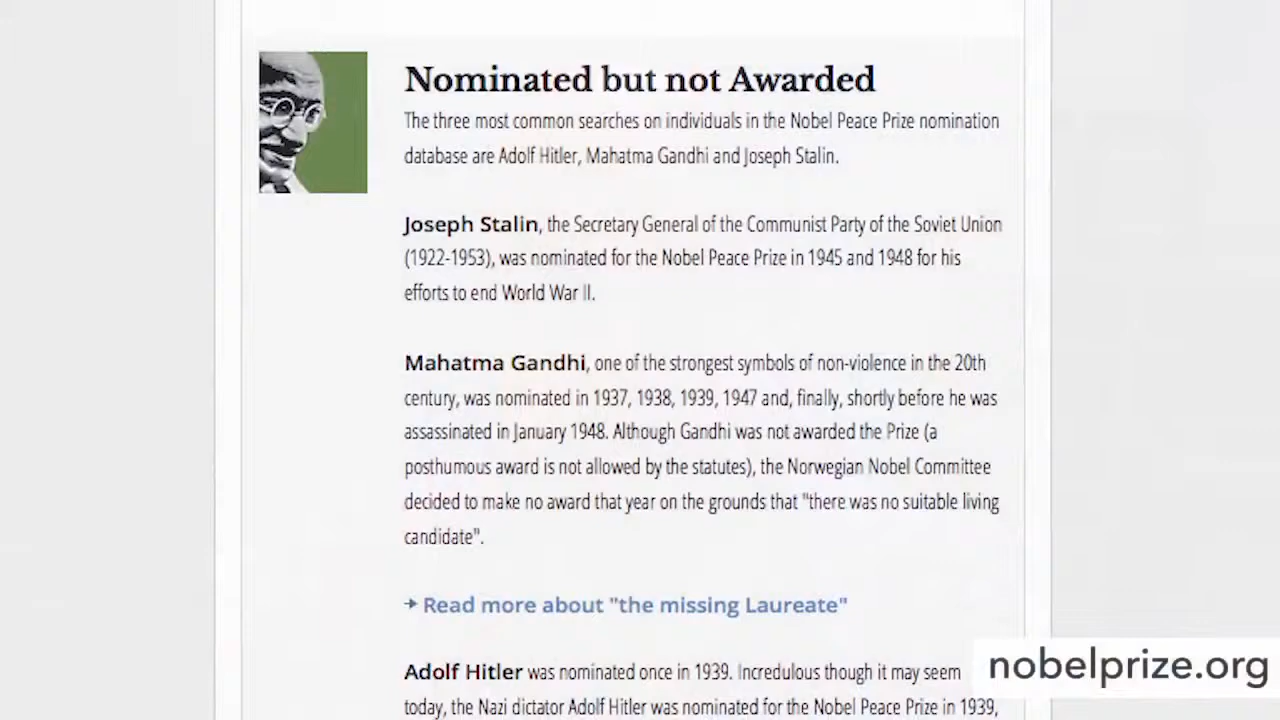 Nominated but not Awarded
The three most common searches on individuals in the Nobel Peace Prize nomination
database are Adolf Hitler, Mahatma Gandhi and Joseph Stalin.
Joseph Stalin, the Secretary General of the Communist Party of the Soviet Union
(1922-1953), was nominated for the Nobel Peace Prize in 1945 and 1948 for his
efforts to end World War II.
Mahatma Gandhi, one of the strongest symbols of non-violence in the 20th
century, was nominated in 1937, 1938, 1939, 1947 and, finally, shortly before he was
assassinated in January 1948. Although Gandhi was not awarded the Prize (a
posthumous award is not allowed by the statutes), the Norwegian Nobel Committee
decided to make no award that year on the grounds that "there was no suitable living
candidate".
Read more about "the missing Laureate"
Adolf Hitler was nominated once in 1939. Incredulous though it may seem
today, the Nazi dictator Adolf Hitler was nominated for the Nobel Peace Prize in 1939,
nobelprize.org